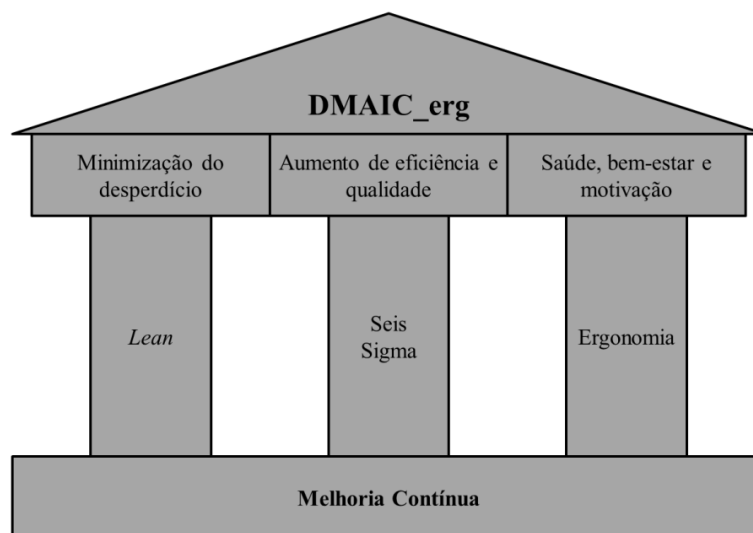 DMAIC_erg
Minimização do
desperdício
Aumento de eficiência e
qualidade
Saúde, bem-estar e
motivação
Lean
Seis
Sigma
Ergonomia
Melhoria Contínua